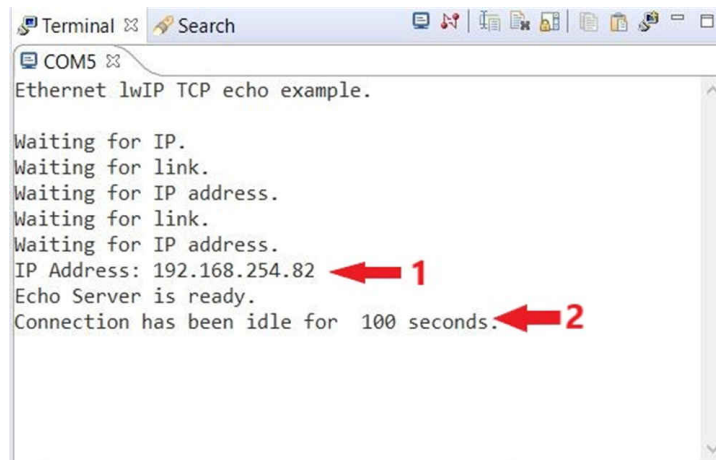 Terminal Search
COM5
Ethernet lwIP TCP echo example.
Waiting for IP.
Waiting for link.
Waiting for IP address.
Waiting for link.
Waiting for IP address.
IP Address: 192.168.254.82 1
Echo Server is ready.
Connection has been idle for  100 seconds. 2